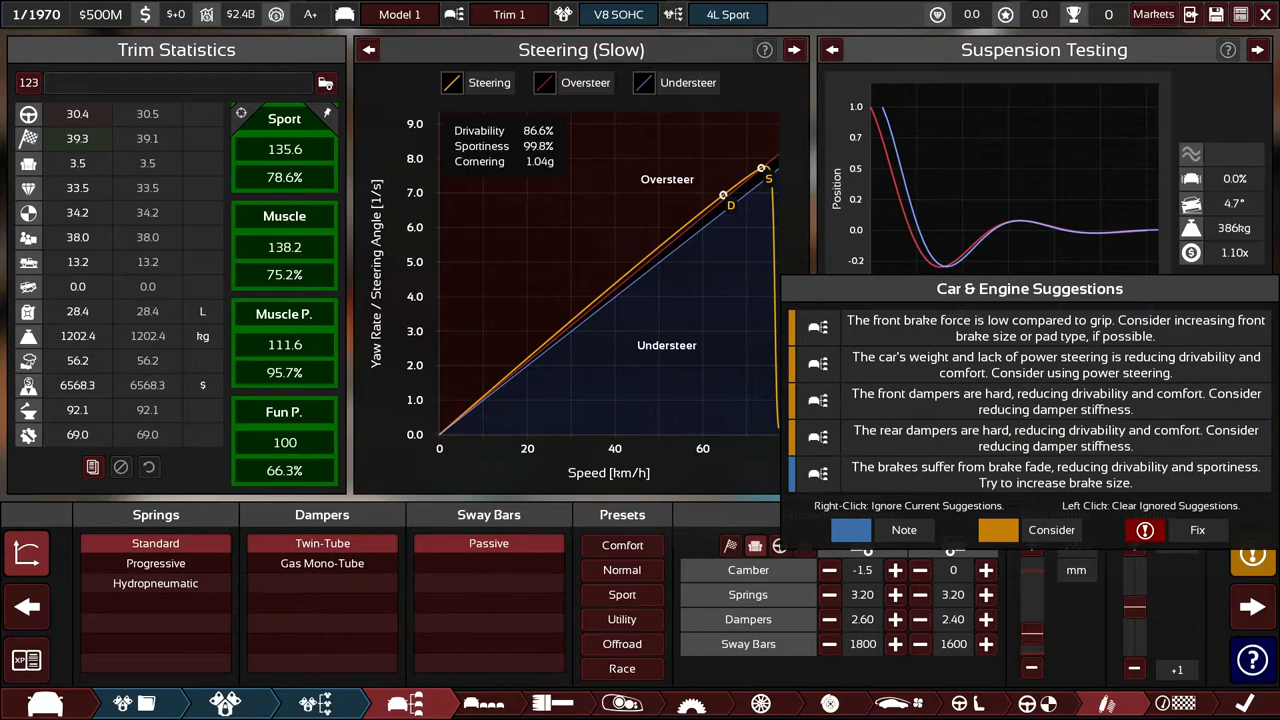 1/1970 $500M $+0 $2.4B A+ Model 1 Trim 1 V8 SOHC 4L Sport 0.0 0.0 0 Markets
Trim Statistics
123
30.4 30.5
39.3 39.1
3.5 3.5
33.5 33.5
34.2 34.2
38.0 38.0
13.2 13.2
0.0 0.0
28.4 28.4 L
1202.4 1202.4 kg
56.2 56.2
6568.3 6568.3 $
92.1 92.1
69.0 69.0
Sport
135.6
78.6%
Muscle
138.2
75.2%
Muscle P.
111.6
95.7%
Fun P.
100
66.3%
Steering (Slow)
Steering Oversteer Understeer
Drivability 86.6%
Sportiness 99.8%
Cornering 1.04g
Yaw Rate / Steering Angle [1/s]
9.0
8.0
7.0
6.0
5.0
4.0
3.0
2.0
1.0
0.0
Oversteer
S
D
Understeer
0 20 40 60
Speed [km/h]
Suspension Testing
Position
1.0
0.7
0.5
0.2
0.0
-0.2
0.0%
4.7°
386kg
1.10x
Car & Engine Suggestions
The front brake force is low compared to grip. Consider increasing front
brake size or pad type, if possible.
The car's weight and lack of power steering is reducing drivability and
comfort. Consider using power steering.
The front dampers are hard, reducing drivability and comfort. Consider
reducing damper stiffness.
The rear dampers are hard, reducing drivability and comfort. Consider
reducing damper stiffness.
The brakes suffer from brake fade, reducing drivability and sportiness.
Try to increase brake size.
Right-Click: Ignore Current Suggestions. Left Click: Clear Ignored Suggestions.
Note Consider Fix
Springs
Standard
Progressive
Hydropneumatic
Dampers
Twin-Tube
Gas Mono-Tube
Sway Bars
Passive
Presets
Comfort
Normal
Sport
Utility
Offroad
Race
Camber -1.5 0
Springs 3.20 3.20
Dampers 2.60 2.40
Sway Bars 1800 1600
mm
+1
XP